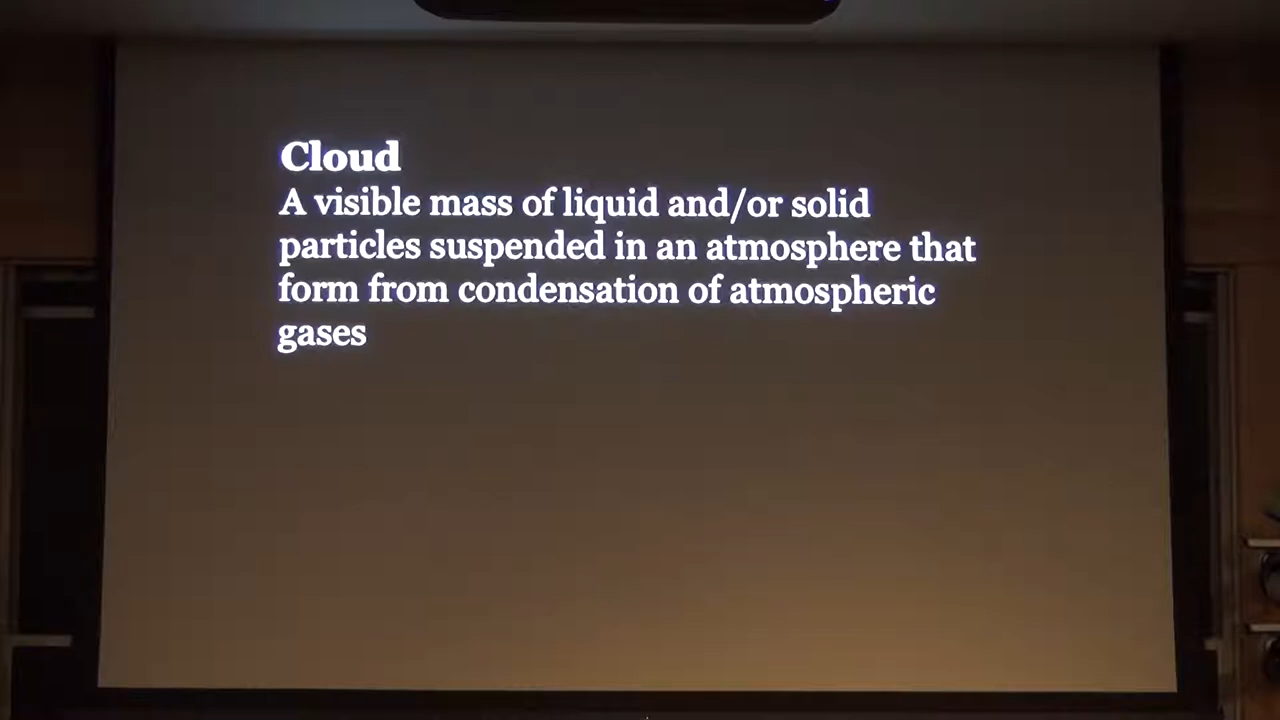 Cloud
A visible mass of liquid and/or solid
particles suspended in an atmosphere that
form from condensation of atmospheric
gases